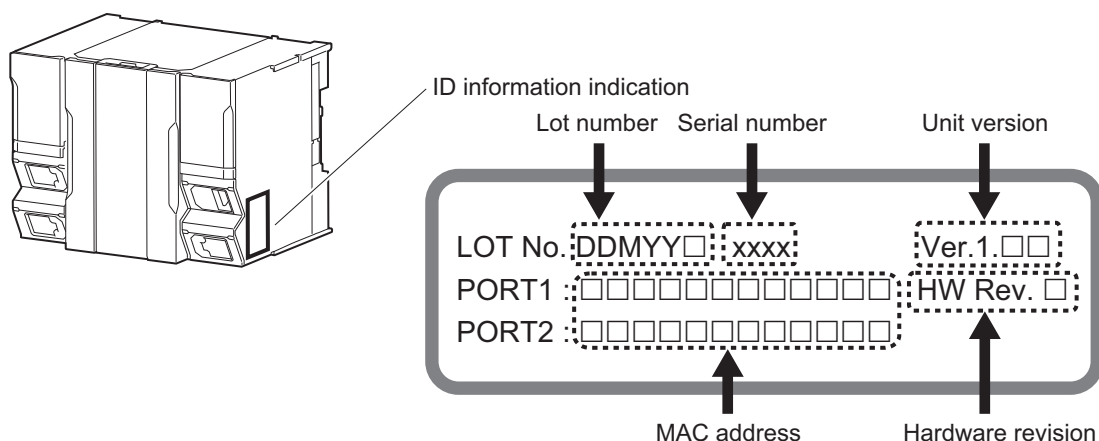 ID information indication
Lot number Serial number Unit version
LOT No. DDMYY□ xxxx Ver.1.□□
PORT1 : □□□□□□□□□□□□ HW Rev. □
PORT2 : □□□□□□□□□□□□
MAC address Hardware revision